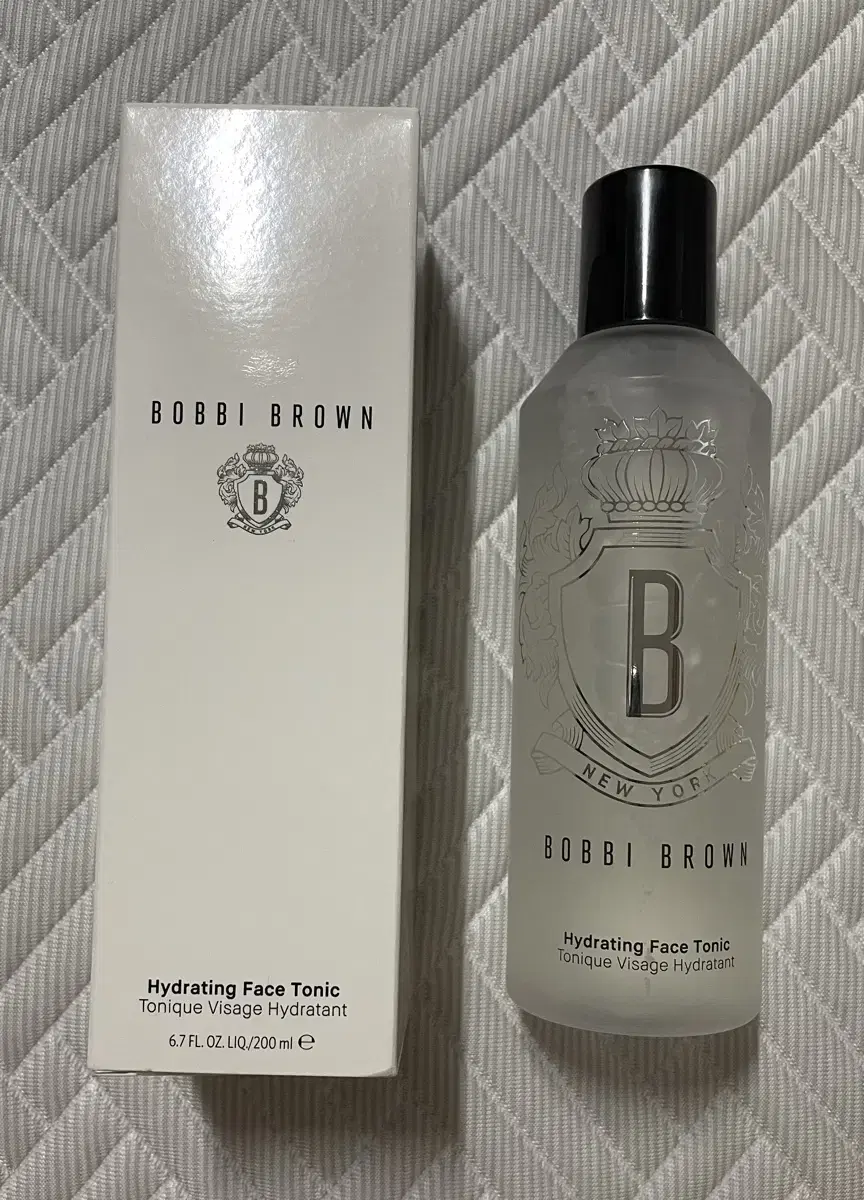 BOBBI BROWN
B
NEW YORK
Hydrating Face Tonic
Tonique Visage Hydratant
6.7 FL. OZ. LIQ./200 ml ℮
B
NEW YORK
BOBBI BROWN
Hydrating Face Tonic
Tonique Visage Hydratant